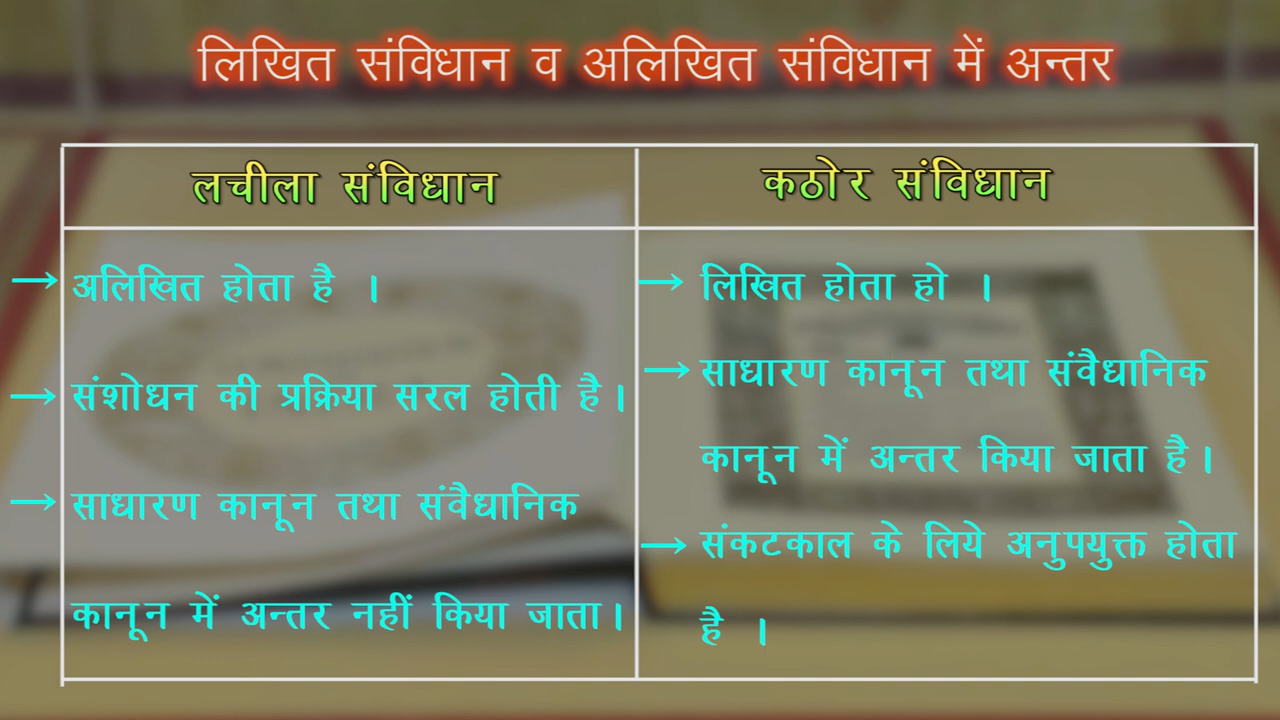 लिखित संविधान व अलिखित संविधान में अन्तर
लचीला संविधान
→ अलिखित होता है ।
→ संशोधन की प्रक्रिया सरल होती है।
→ साधारण कानून तथा संवैधानिक
कानून में अन्तर नहीं किया जाता।
कठोर संविधान
→ लिखित होता हो ।
→ साधारण कानून तथा संवैधानिक
कानून में अन्तर किया जाता है।
→ संकटकाल के लिये अनुपयुक्त होता
है ।